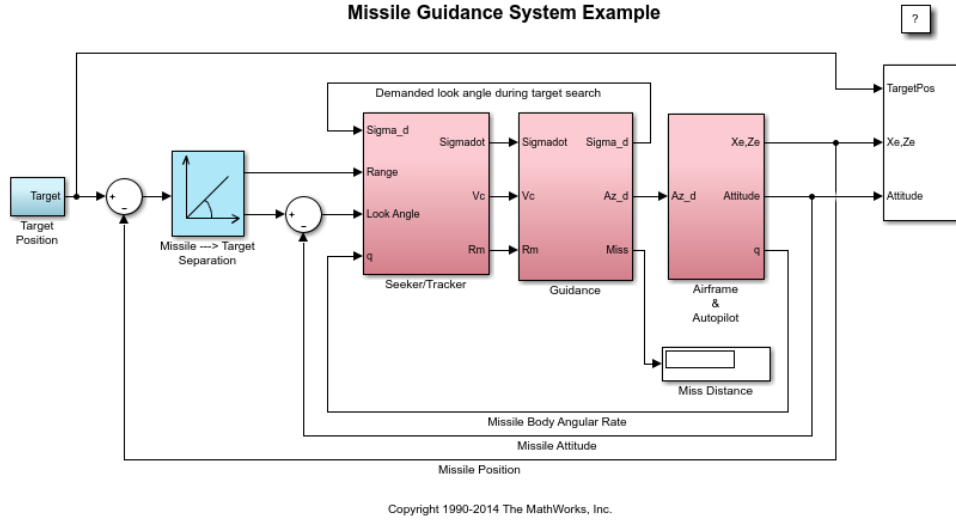 Missile Guidance System Example
?
Demanded look angle during target search
TargetPos
Xe,Ze
Attitude
Target
Target
Position
Missile ---> Target
Separation
Sigma_d
Range
Look Angle
q
Sigmadot
Vc
Rm
Seeker/Tracker
Sigmadot
Vc
Rm
Sigma_d
Az_d
Miss
Guidance
Az_d
Xe,Ze
Attitude
q
Airframe
&
Autopilot
Miss Distance
Missile Body Angular Rate
Missile Attitude
Missile Position
Copyright 1990-2014 The MathWorks, Inc.